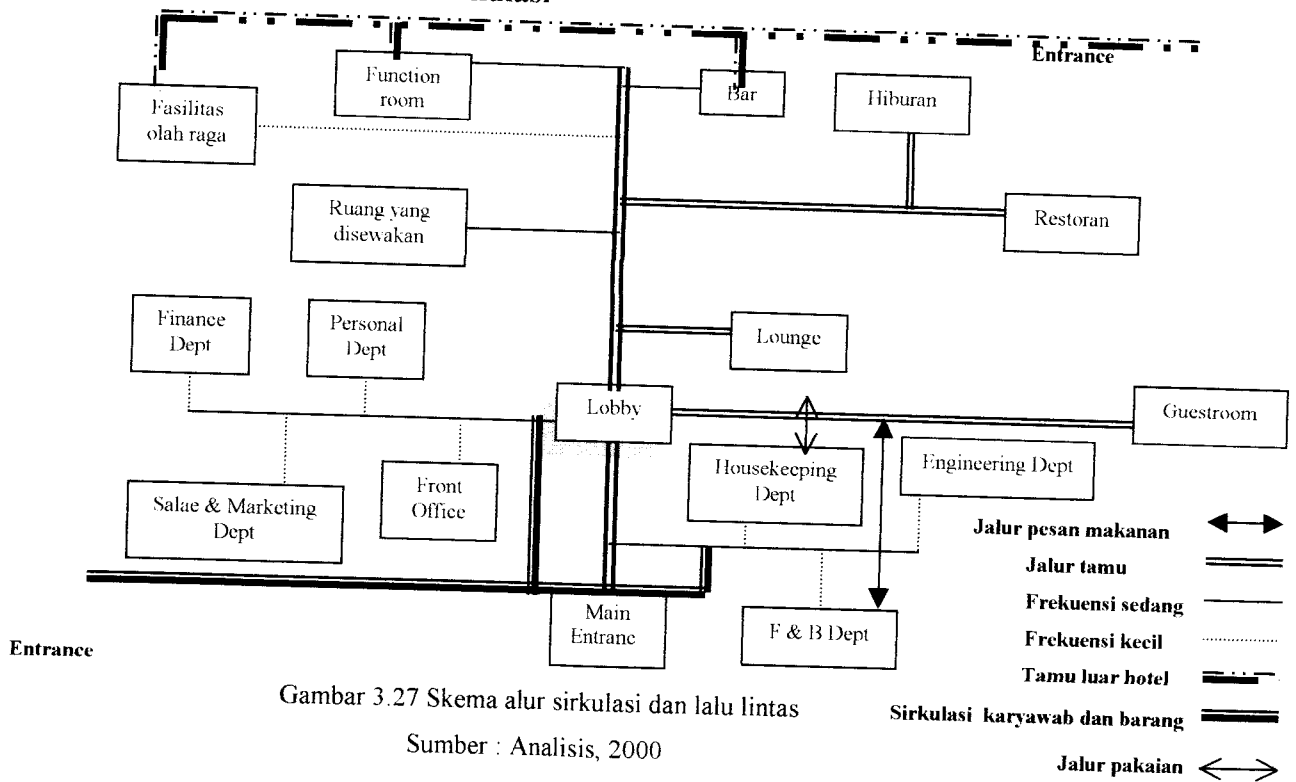 Entrance
Function
room
Bar
Hiburan
Fasilitas
olah raga
Ruang yang
disewakan
Restoran
Finance
Dept
Personal
Dept
Lounge
Lobby
Guestroom
Housekeeping
Dept
Engineering Dept
Salae & Marketing
Dept
Front
Office
Main
Entranc
F & B Dept
Entrance
Jalur pesan makanan
Jalur tamu
Frekuensi sedang
Frekuensi kecil
Tamu luar hotel
Sirkulasi karyawab dan barang
Jalur pakaian
Gambar 3.27 Skema alur sirkulasi dan lalu lintas
Sumber : Analisis, 2000